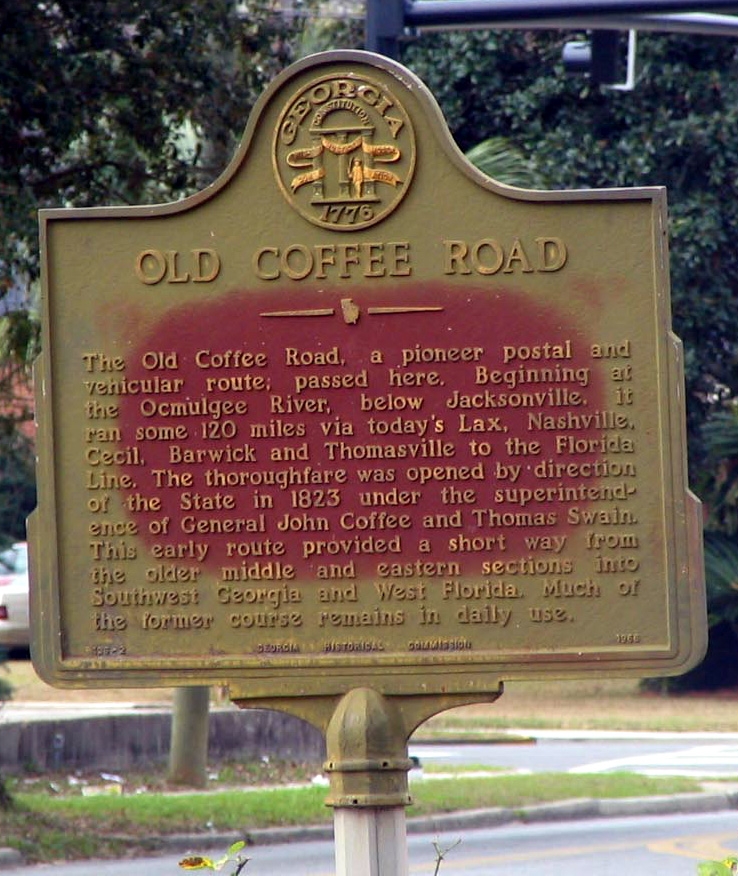 GEORGIA
CONSTITUTION
1776
OLD COFFEE ROAD
The Old Coffee Road, a pioneer postal and
vehicular route, passed here. Beginning at
the Ocmulgee River, below Jacksonville, it
ran some 120 miles via today's Lax, Nashville,
Cecil, Barwick and Thomasville to the Florida
Line. The thoroughfare was opened by direction
of the State in 1823 under the superintend-
ence of General John Coffee and Thomas Swain.
This early route provided a short way from
the older middle and eastern sections into
Southwest Georgia and West Florida. Much of
the former course remains in daily use.
GEORGIA HISTORICAL COMMISSION